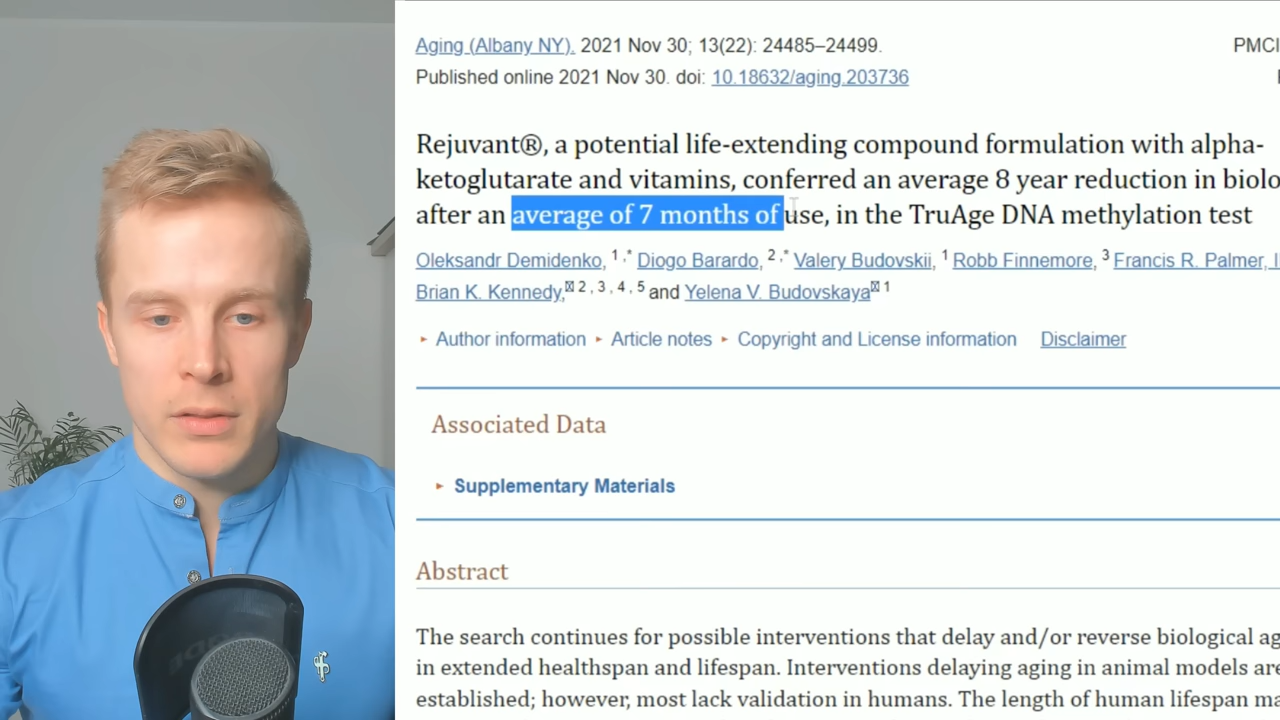 Aging (Albany NY). 2021 Nov 30; 13(22): 24485–24499.
PMCI
Published online 2021 Nov 30. doi: 10.18632/aging.203736
Rejuvant®, a potential life-extending compound formulation with alpha-
ketoglutarate and vitamins, conferred an average 8 year reduction in biolo
after an average of 7 months of use, in the TruAge DNA methylation test
Oleksandr Demidenko, 1,* Diogo Barardo, 2,* Valery Budovskii, 1 Robb Finnemore, 3 Francis R. Palmer, I
Brian K. Kennedy, 2, 3, 4, 5 and Yelena V. Budovskaya 1
Author information Article notes Copyright and License information Disclaimer
Associated Data
Supplementary Materials
Abstract
The search continues for possible interventions that delay and/or reverse biological ag
in extended healthspan and lifespan. Interventions delaying aging in animal models are
established; however, most lack validation in humans. The length of human lifespan ma